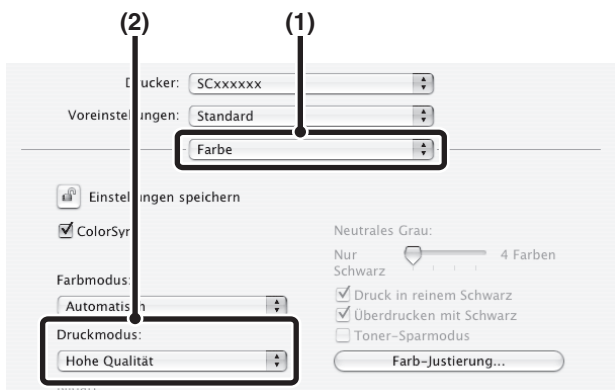 (2) (1)
Drucker: SCxxxxxx
Voreinstellungen: Standard
Farbe
Einstellungen speichern
ColorSyn
Neutrales Grau:
Nur Schwarz 4 Farben
Farbmodus:
Automatisch
Druck in reinem Schwarz
Überdrucken mit Schwarz
Druckmodus:
Toner-Sparmodus
Hohe Qualität
Farb-Justierung...